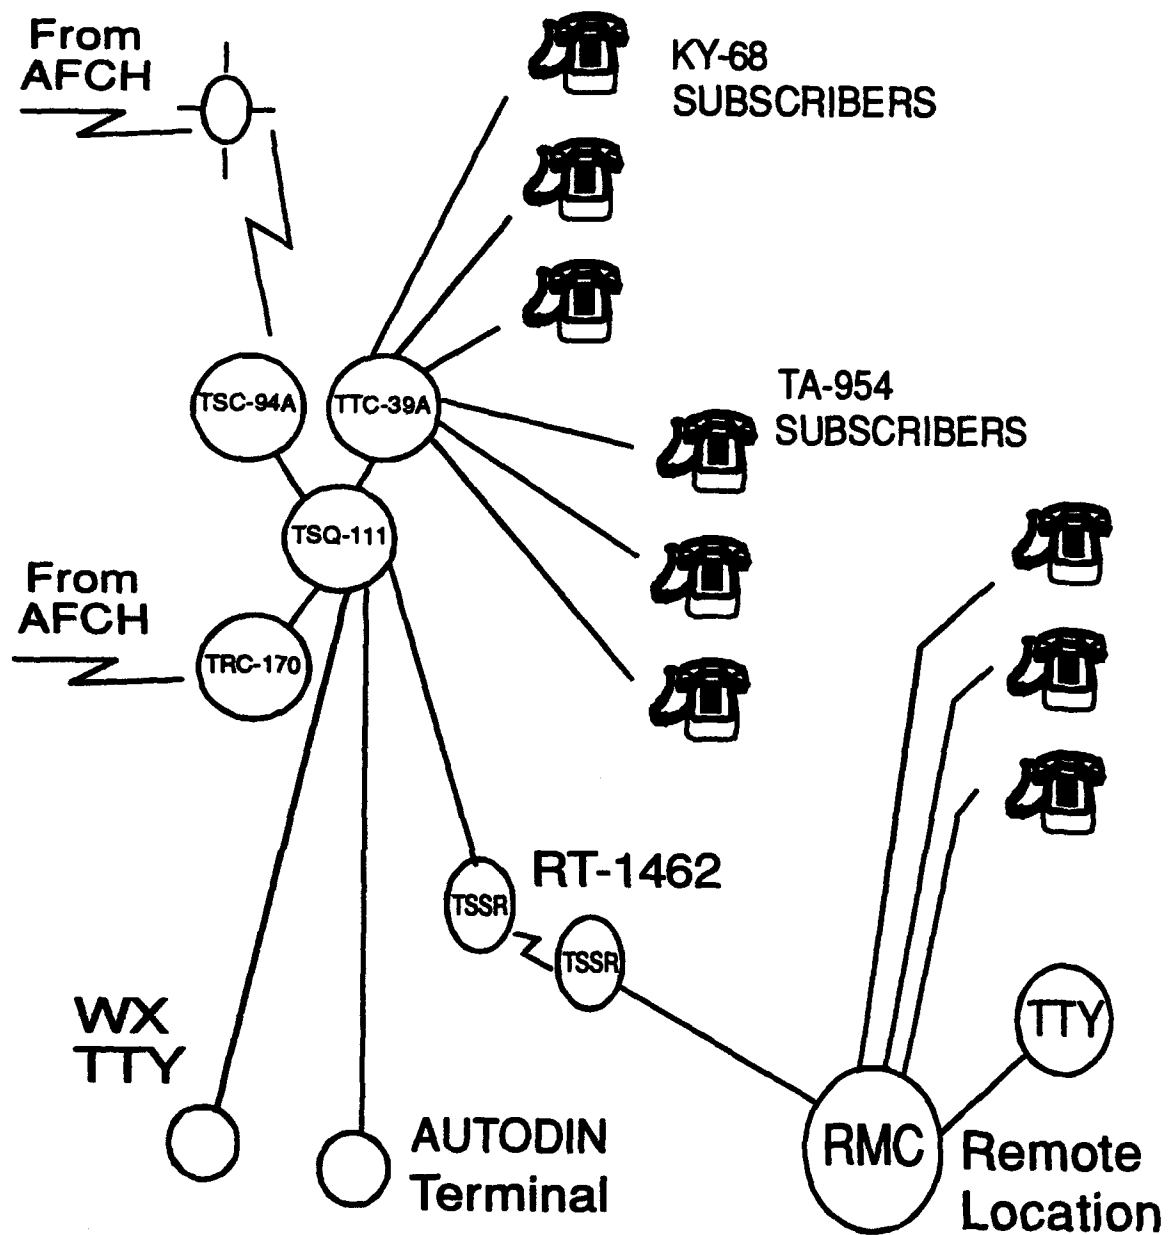 From
AFCH
KY-68
SUBSCRIBERS
TSC-94A
TTC-39A
TA-954
SUBSCRIBERS
TSQ-111
From
AFCH
TRC-170
RT-1462
TSSR
TSSR
WX
TTY
TTY
AUTODIN
Terminal
RMC
Remote
Location